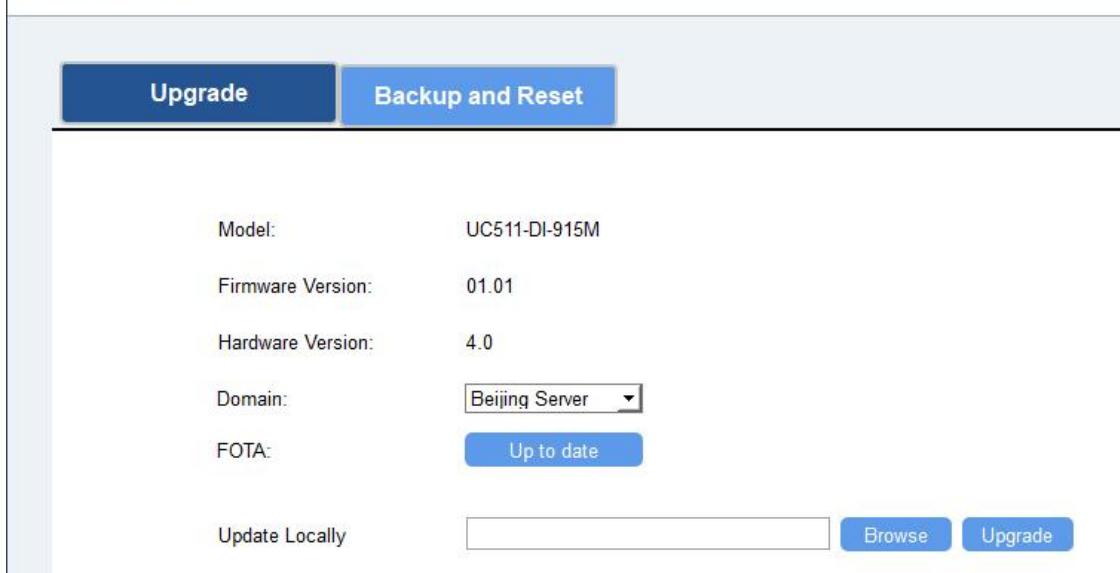 Upgrade Backup and Reset
Model: UC511-DI-915M
Firmware Version: 01.01
Hardware Version: 4.0
Domain: Beijing Server
FOTA: Up to date
Update Locally Browse Upgrade